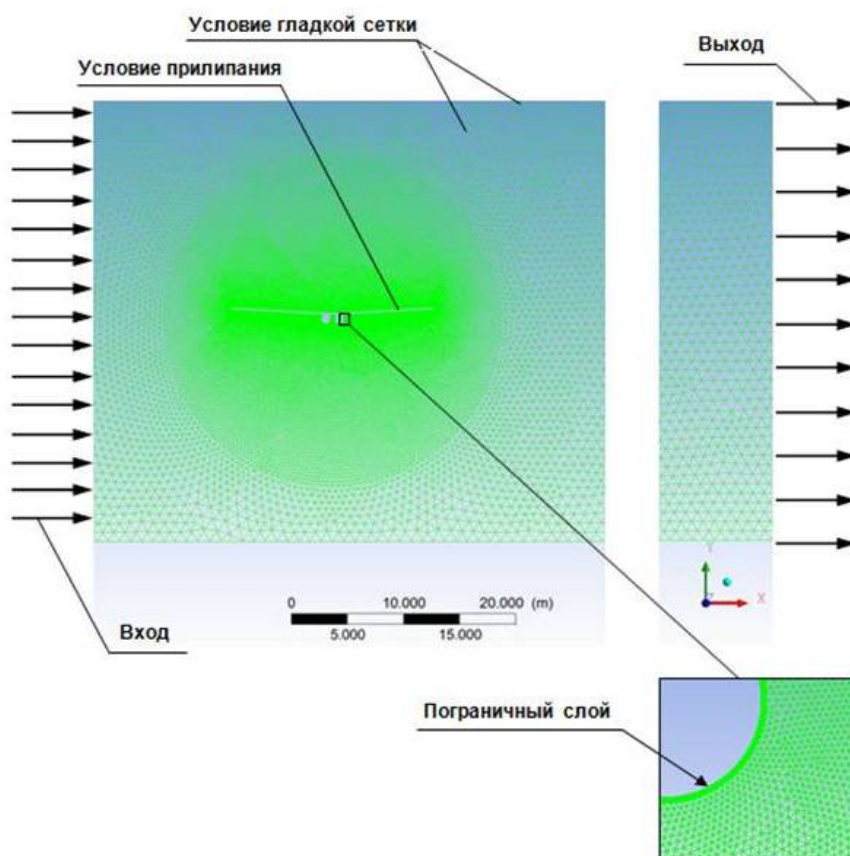 Условие гладкой сетки
Условие прилипания
Выход
Y
X
Z
0 10.000 20.000 (m)
5.000 15.000
Вход
Пограничный слой